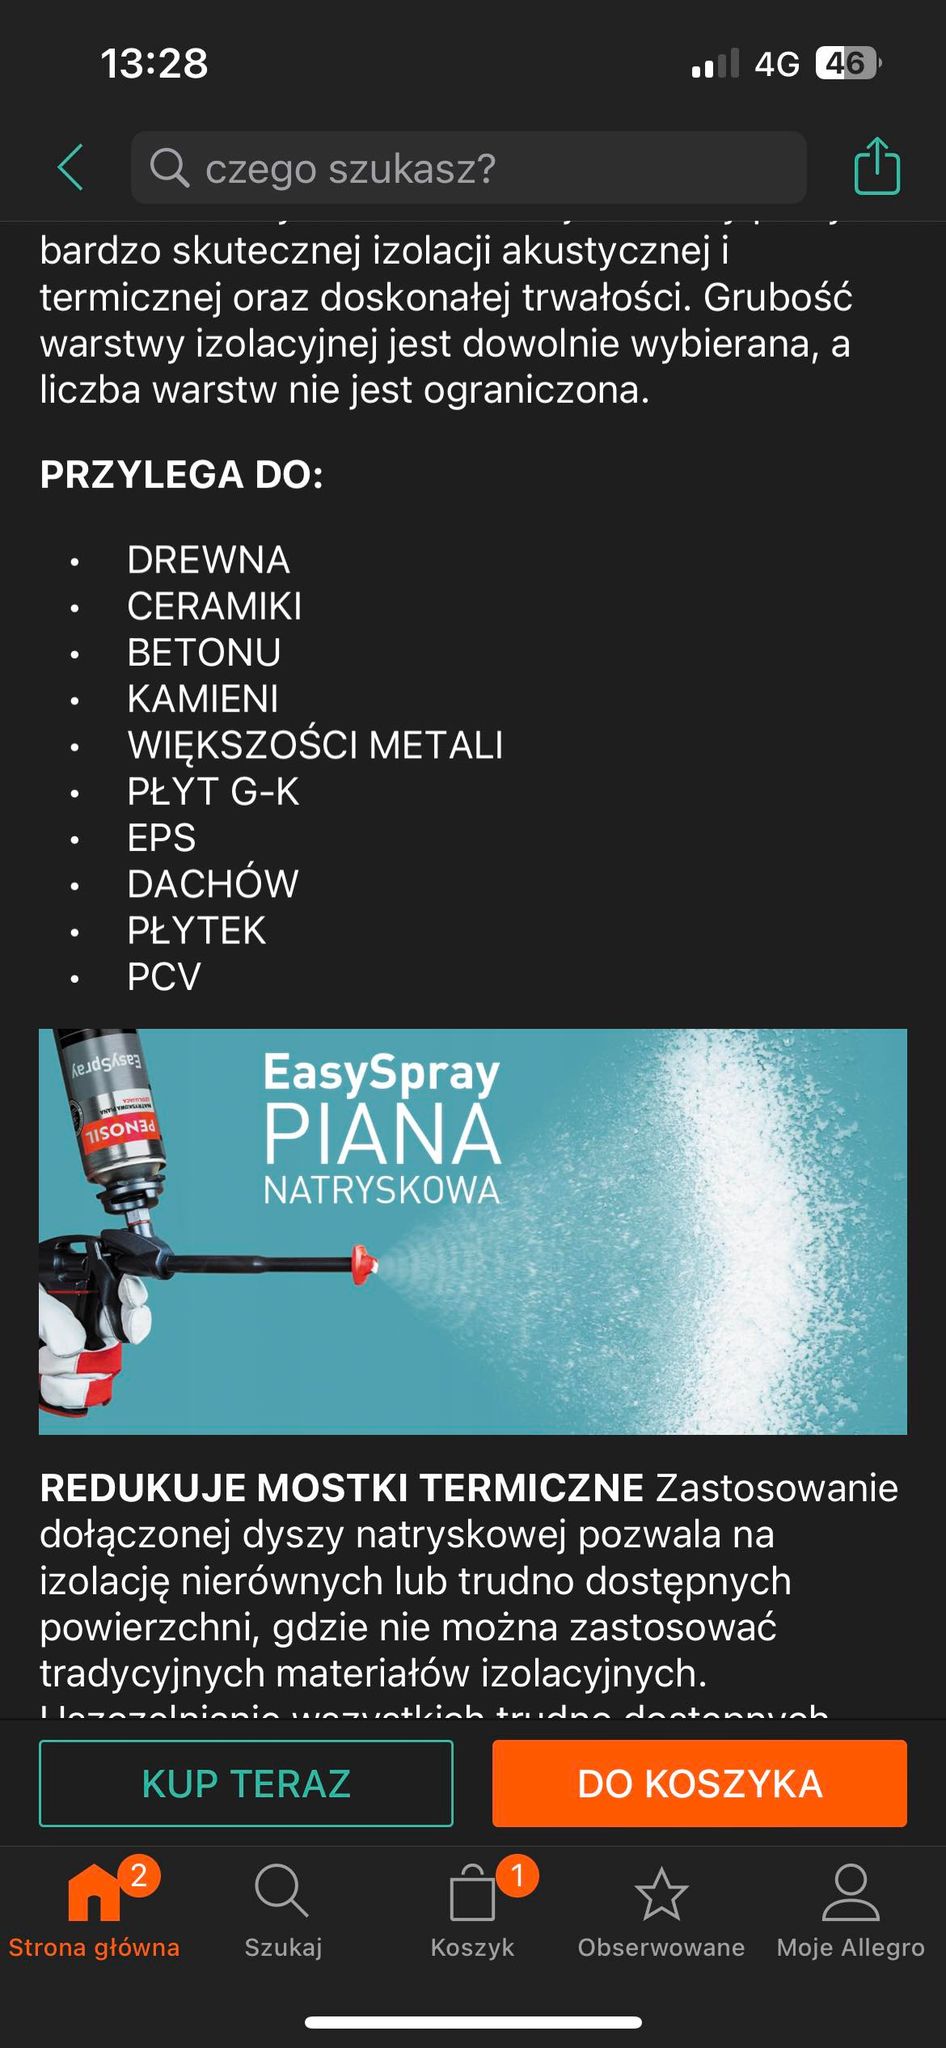 13:28
4G
46
czego szukasz?
bardzo skutecznej izolacji akustycznej i
termicznej oraz doskonałej trwałości. Grubość
warstwy izolacyjnej jest dowolnie wybierana, a
liczba warstw nie jest ograniczona.
PRZYLEGA DO:
• DREWNA
• CERAMIKI
• BETONU
• KAMIENI
• WIĘKSZOŚCI METALI
• PŁYT G-K
• EPS
• DACHÓW
• PŁYTEK
• PCV
EasySpray
PENOSIL
EasySpray
PIANA
NATRYSKOWA
REDUKUJE MOSTKI TERMICZNE Zastosowanie
dołączonej dyszy natryskowej pozwala na
izolację nierównych lub trudno dostępnych
powierzchni, gdzie nie można zastosować
tradycyjnych materiałów izolacyjnych.
Uszczelnianie wszystkich trudno dostępnych
KUP TERAZ
DO KOSZYKA
2
1
Strona główna
Szukaj
Koszyk
Obserwowane
Moje Allegro